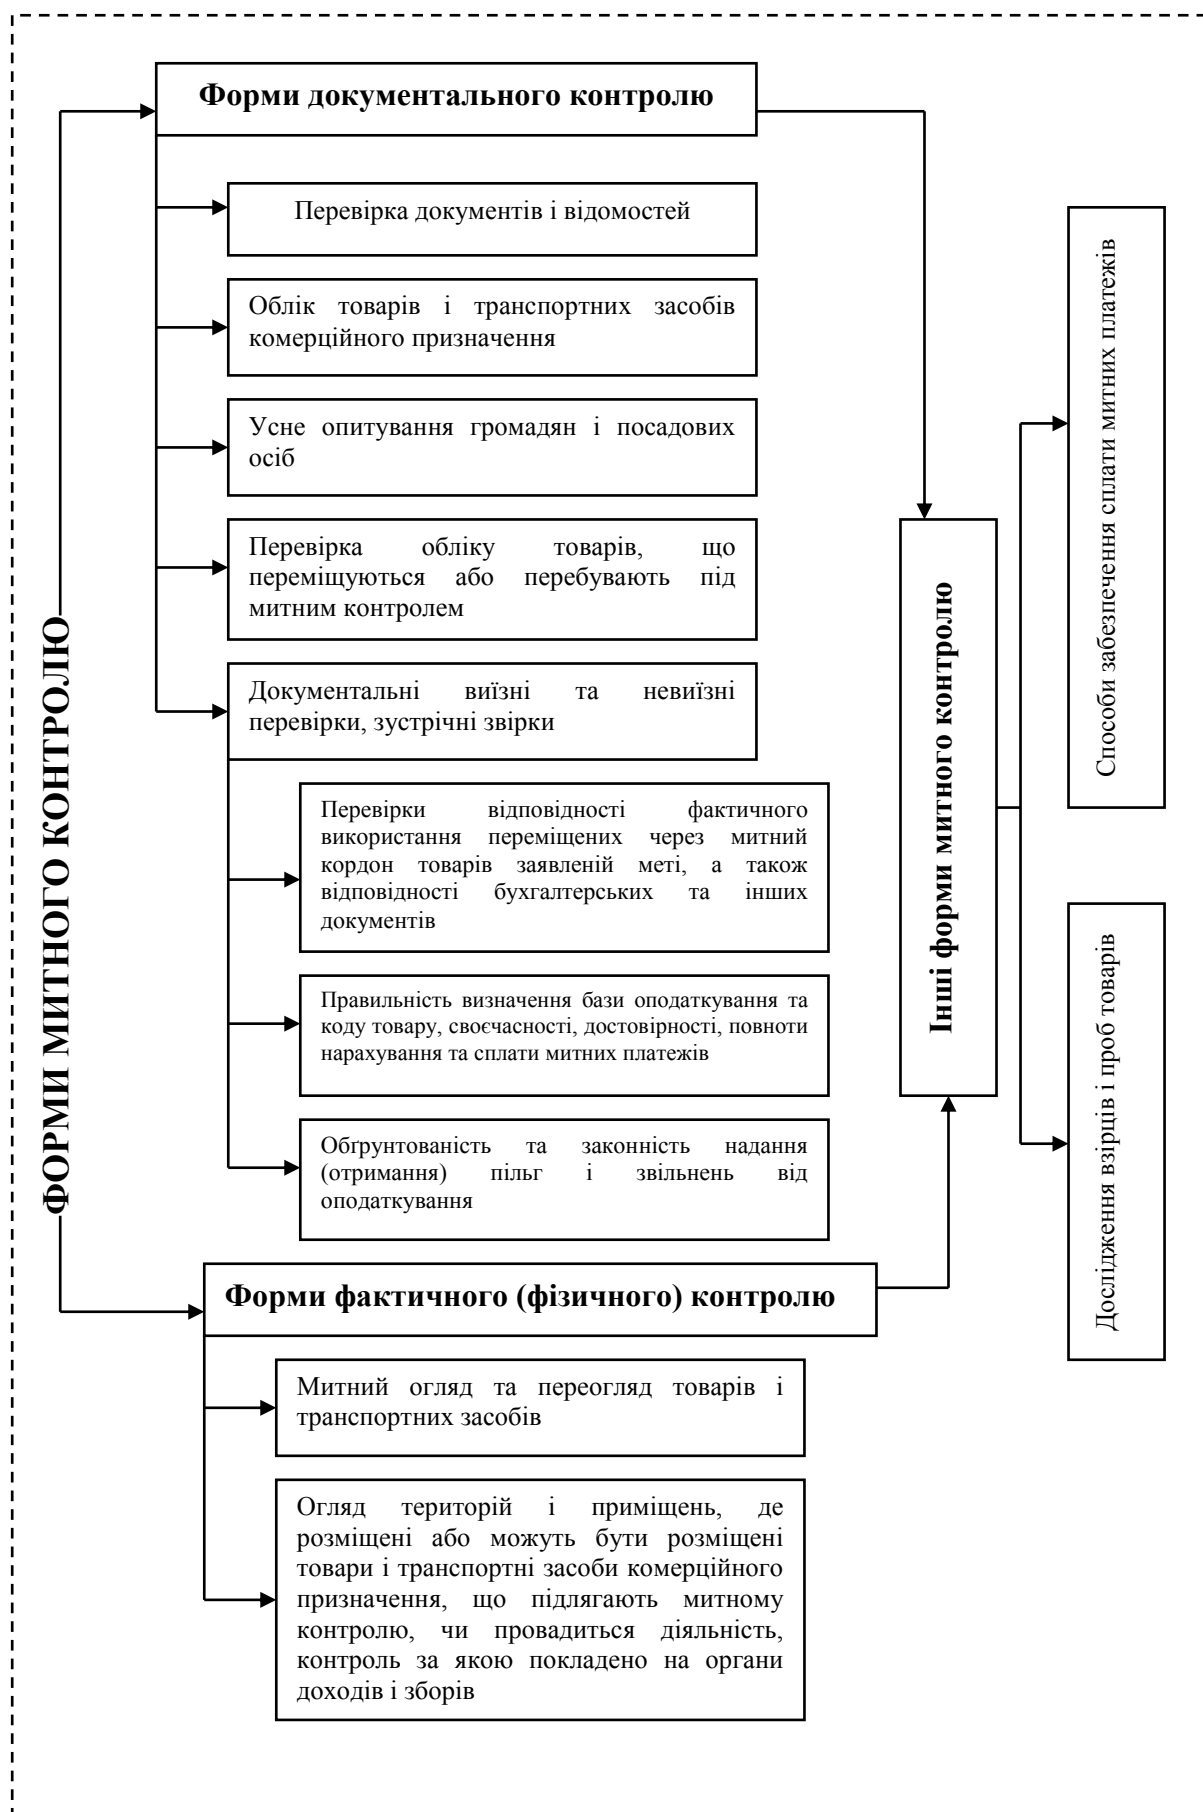 ФОРМИ МИТНОГО КОНТРОЛЮ
Форми документального контролю
Перевірка документів і відомостей
Облік товарів і транспортних засобів
комерційного призначення
Усне опитування громадян і посадових
осіб
Перевірка обліку товарів, що
переміщуються або перебувають під
митним контролем
Документальні виїзні та невиїзні
перевірки, зустрічні звірки
Перевірки відповідності фактичного
використання переміщених через митний
кордон товарів заявленій меті, а також
відповідності бухгалтерських та інших
документів
Правильність визначення бази оподаткування та
коду товару, своєчасності, достовірності, повноти
нарахування та сплати митних платежів
Обґрунтованість та законність надання
(отримання) пільг і звільнень від
оподаткування
Форми фактичного (фізичного) контролю
Митний огляд та переогляд товарів і
транспортних засобів
Огляд територій і приміщень, де
розміщені або можуть бути розміщені
товари і транспортні засоби комерційного
призначення, що підлягають митному
контролю, чи провадиться діяльність,
контроль за якою покладено на органи
доходів і зборів
Інші форми митного контролю
Способи забезпечення сплати митних платежів
Дослідження взірців і проб товарів